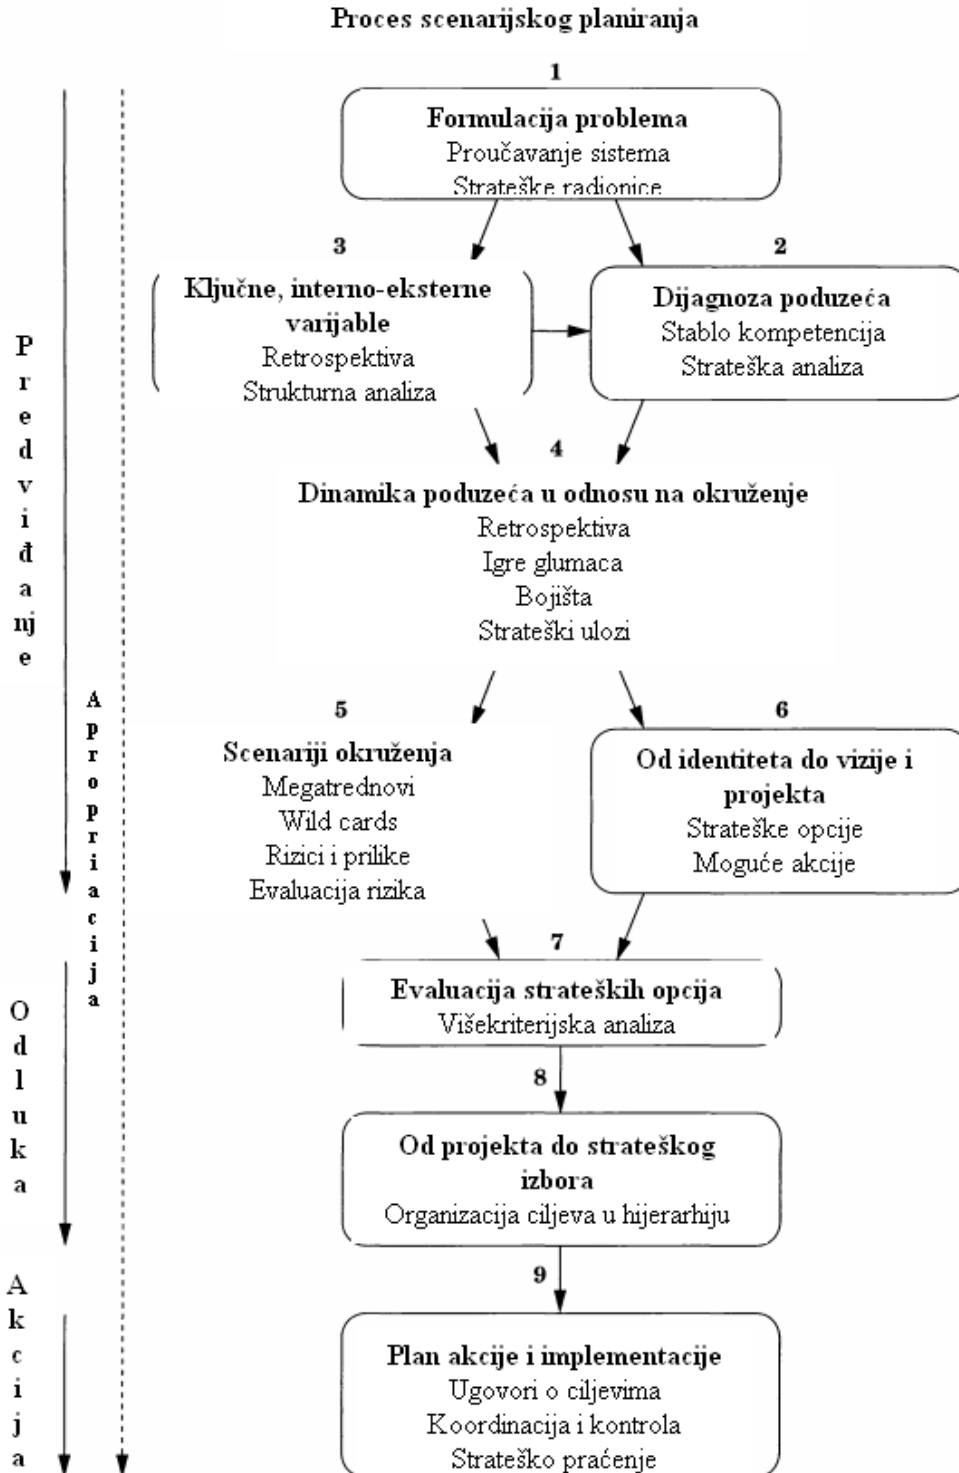 Proces scenarijskog planiranja
1
Formulacija problema
Proučavanje sistema
Strateške radionice
3
Ključne, interno-eksterne
varijable
Retrospektiva
Strukturna analiza
2
Dijagnoza poduzeća
Stablo kompetencija
Strateška analiza
4
Dinamika poduzeća u odnosu na okruženje
Retrospektiva
Igre glumaca
Bojišta
Strateški ulozi
5
Scenariji okruženja
Megatrednovi
Wild cards
Rizici i prilike
Evaluacija rizika
6
Od identiteta do vizije i
projekta
Strateške opcije
Moguće akcije
7
Evaluacija strateških opcija
Višekriterijska analiza
8
Od projekta do strateškog
izbora
Organizacija ciljeva u hijerarhiju
9
Plan akcije i implementacije
Ugovori o ciljevima
Koordinacija i kontrola
Strateško praćenje
Predviđanje
Apropriacija
Odluka
Akcija